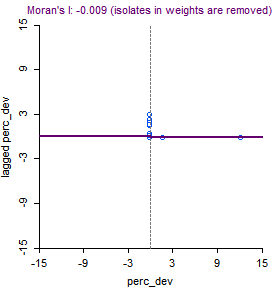 Moran's I: -0.009 (isolates in weights are removed)
15
9
3
-3
-9
-15
lagged perc_dev
-15 -9 -3 3 9 15
perc_dev